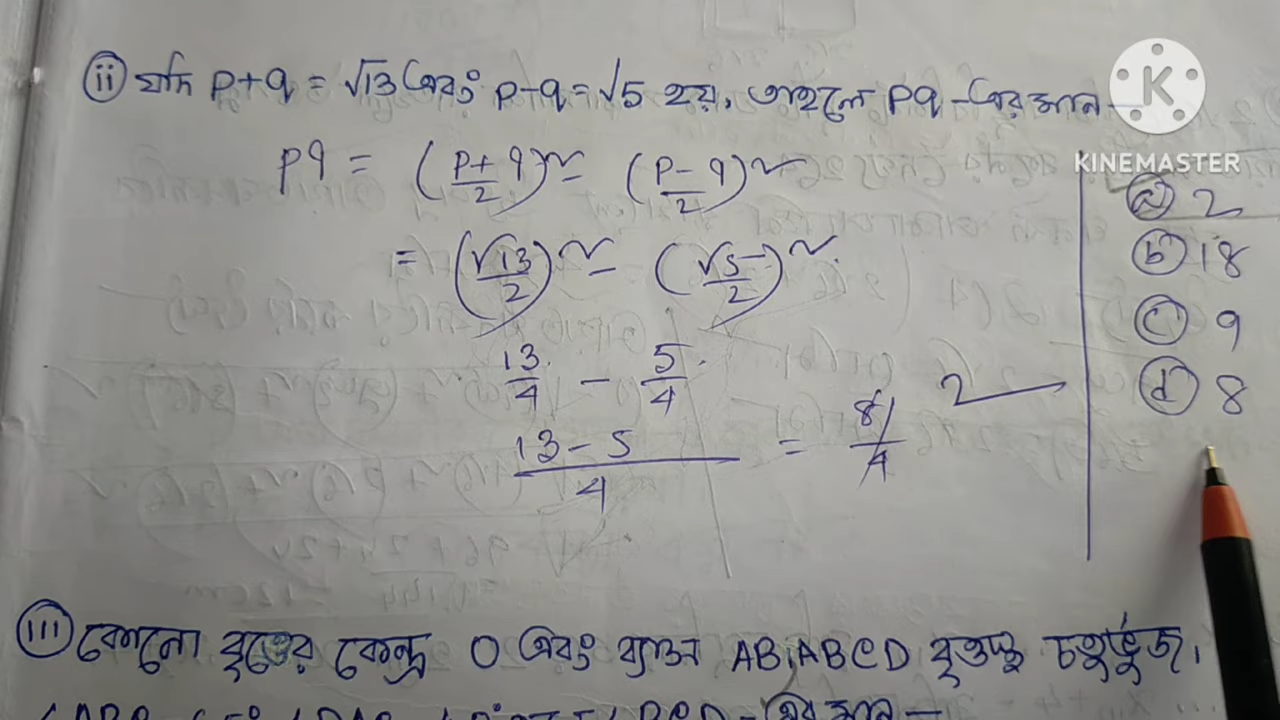 ii যদি p+q = √13 এবং p-q = √5 হয়, তাহলে pq -এর মান -
K
KINEMASTER
pq = (p+q/2)² - (p-q/2)²
= (√13/2)² - (√5/2)²
13/4 - 5/4
13-5/4 = 8/4 2
a 2
b 18
c 9
d 8
iii কোনো বৃত্তের কেন্দ্র O এবং ব্যাস AB, ABCD বৃত্তস্থ চতুর্ভুজ,
-এর মান —